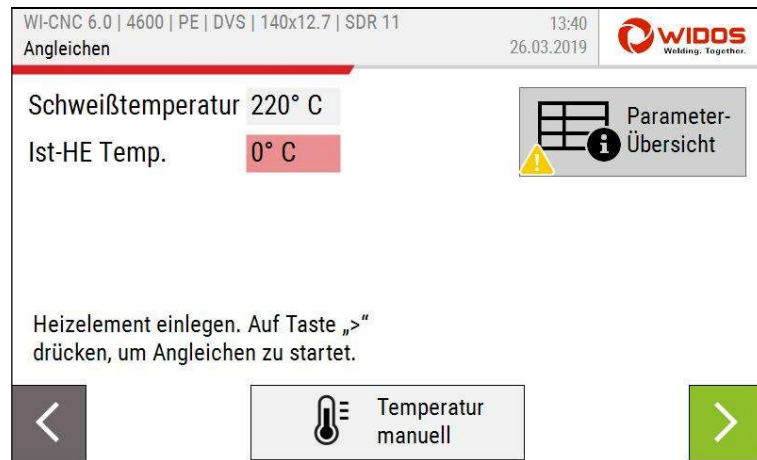 WI-CNC 6.0 | 4600 | PE | DVS | 140x12.7 | SDR 11
Angleichen
13:40
26.03.2019
WIDOS
Welding. Together.
Schweißtemperatur 220° C
Ist-HE Temp. 0° C
Parameter-
Übersicht
Heizelement einlegen. Auf Taste „>“
drücken, um Angleichen zu startet.
Temperatur
manuell